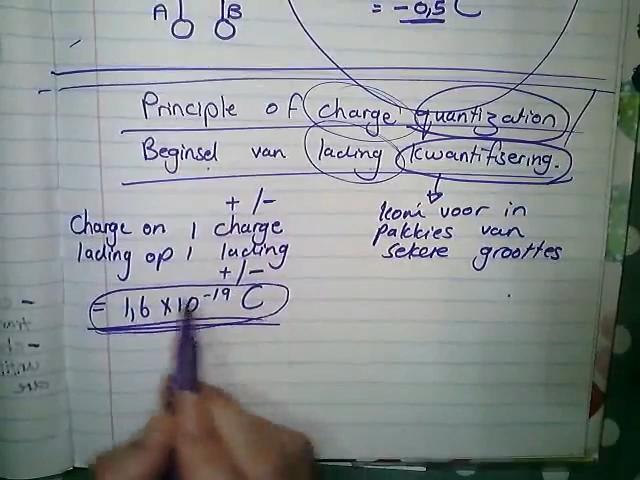 A B
= -0,5 C
Principle of charge quantization
Beginsel van lading kwantifisering.
+/-
Charge on 1 charge
lading op 1 lading
+/-
= 1,6 x 10^-19 C
komi voor in
pakkies van
sekere groottes